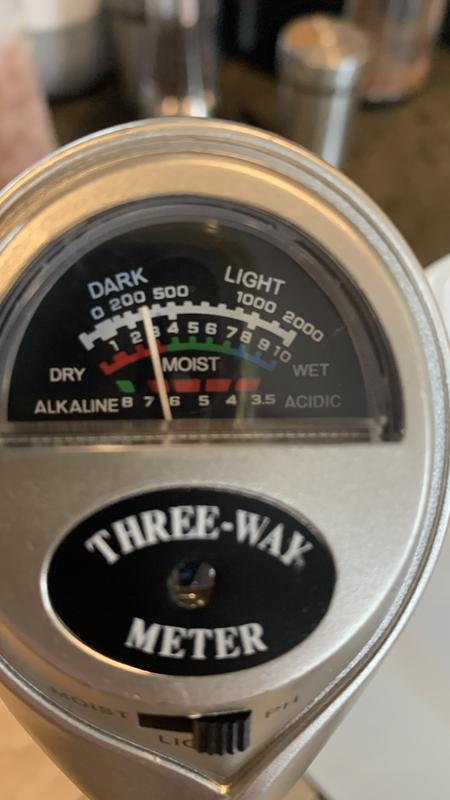 DARK LIGHT
0 200 500 1000 2000
1 2 3 4 5 6 7 8 9 10
DRY MOIST WET
ALKALINE 8 7 6 5 4 3.5 ACIDIC
THREE-WAY
METER
MOIST PH